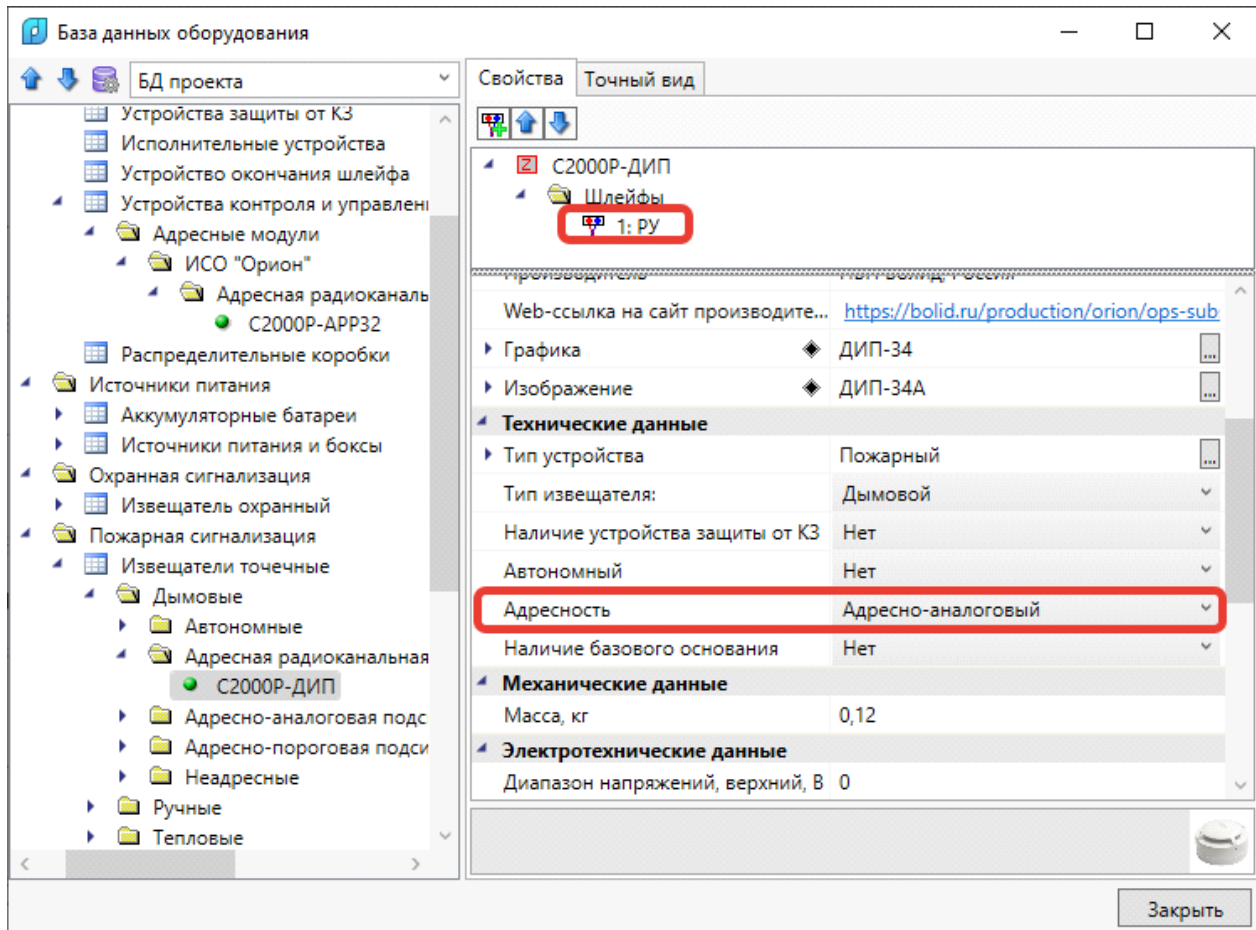 База данных оборудования
БД проекта
Устройства защиты от КЗ
Исполнительные устройства
Устройство окончания шлейфа
Устройства контроля и управлен
Адресные модули
ИСО "Орион"
Адресная радиоканаль
С2000Р-АРР32
Распределительные коробки
Источники питания
Аккумуляторные батареи
Источники питания и боксы
Охранная сигнализация
Извещатель охранный
Пожарная сигнализация
Извещатели точечные
Дымовые
Автономные
Адресная радиоканальная
С2000Р-ДИП
Адресно-аналоговая подс
Адресно-пороговая подси
Неадресные
Ручные
Тепловые
Свойства Точный вид
С2000Р-ДИП
Шлейфы
1: РУ
Производитель
Web-ссылка на сайт производите... https://bolid.ru/production/orion/ops-sub
Графика ДИП-34 ...
Изображение ДИП-34А ...
Технические данные
Тип устройства Пожарный ...
Тип извещателя: Дымовой
Наличие устройства защиты от КЗ Нет
Автономный Нет
Адресность Адресно-аналоговый
Наличие базового основания Нет
Механические данные
Масса, кг 0,12
Электротехнические данные
Диапазон напряжений, верхний, В 0
Закрыть